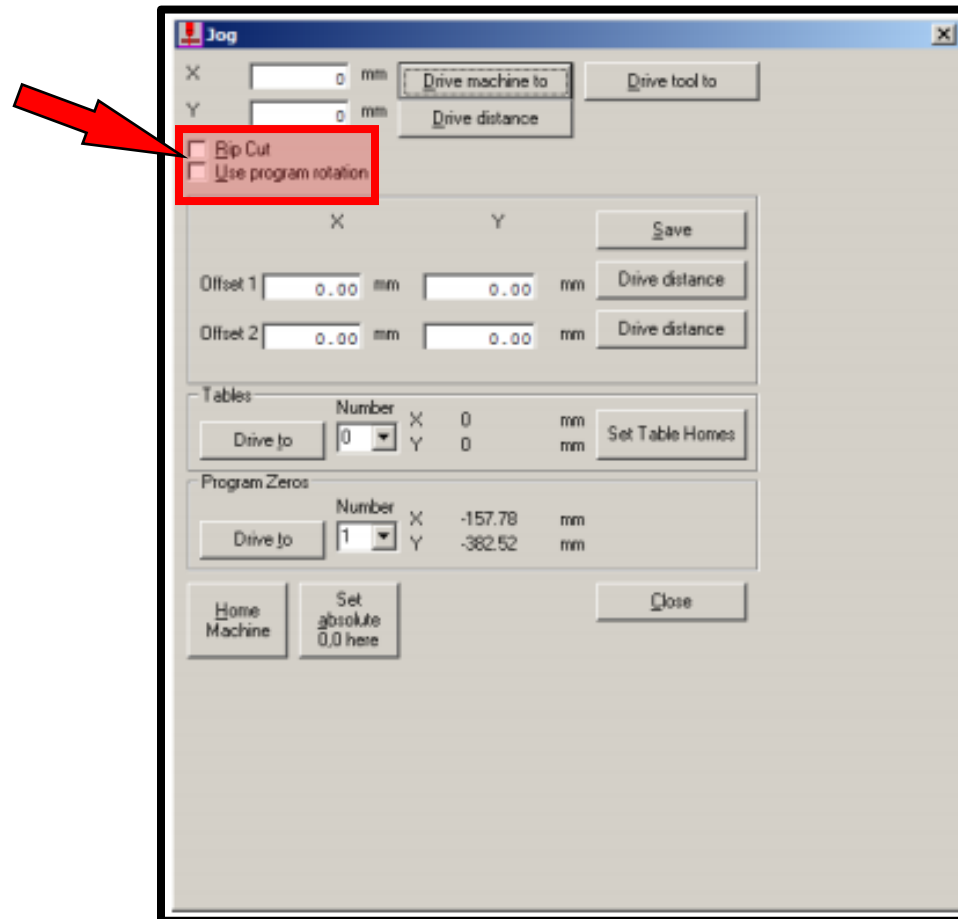 Jog
X 0 mm Drive machine to Drive tool to
Y 0 mm Drive distance
Rip Cut
Use program rotation
X Y Save
Offset 1 0.00 mm 0.00 mm Drive distance
Offset 2 0.00 mm 0.00 mm Drive distance
Tables
Number
Drive to 0 X 0 mm
Y 0 mm
Set Table Homes
Program Zeros
Number
Drive to 1 X -157.78 mm
Y -382.52 mm
Home
Machine
Set
absolute
0,0 here
Close